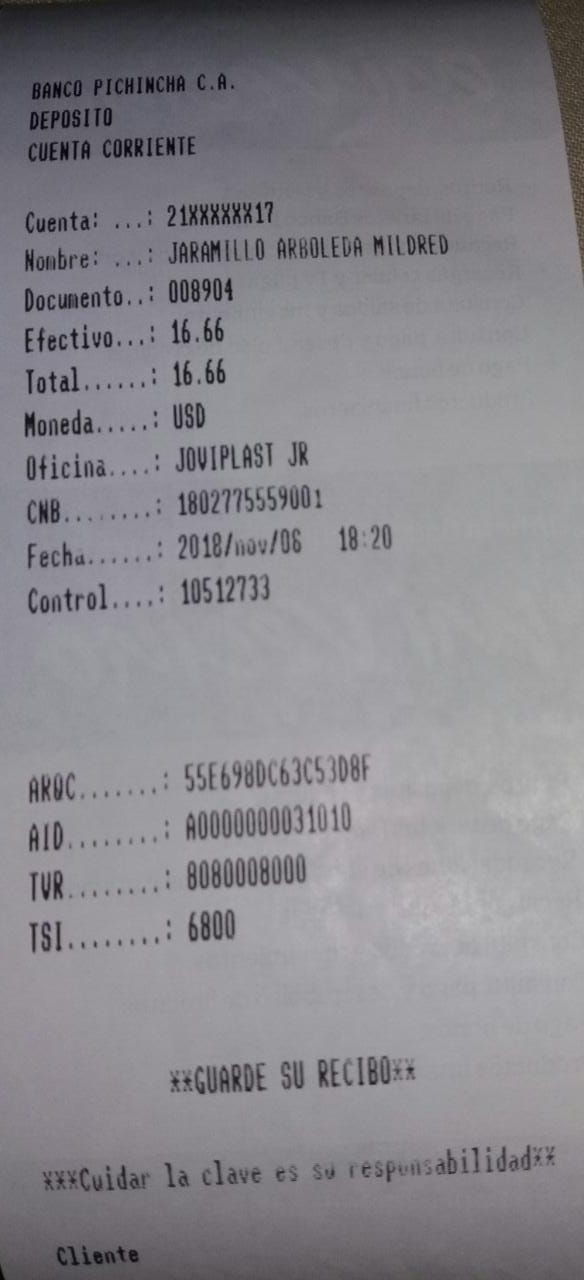 BANCO PICHINCHA C.A.
DEPOSITO
CUENTA CORRIENTE
Cuenta: ...: 21XXXXXX17
Nombre: ...: JARAMILLO ARBOLEDA MILDRED
Documento..: 008904
Efectivo...: 16.66
Total......: 16.66
Moneda.....: USD
Oficina....: JOVIPLAST JR
CNB........: 1802775559001
Fecha......: 2018/nov/06 18:20
Control....: 10512733
ARQC.......: 55E698DC63C53D8F
AID........: A0000000031010
TVR........: 8080008000
TSI........: 6800
**GUARDE SU RECIBO**
***Cuidar la clave es su responsabilidad**
Cliente